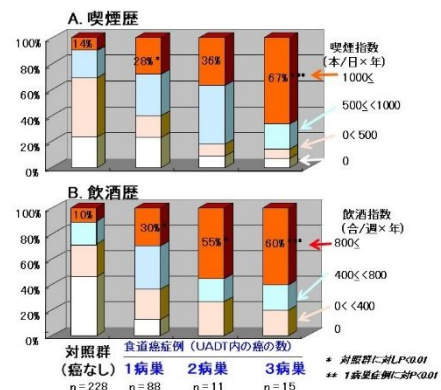 A. 喫煙歴
100%
80%
60%
40%
20%
0%
14%
28% *
36%
67%
喫煙指数
(本/日×年)
1000≤
500≤<1000
0<500
0
B. 飲酒歴
100%
80%
60%
40%
20%
0%
10%
30% *
55% *
60%
飲酒指数
(合/週×年)
800≤
400≤<800
0<<400
0
対照群
(癌なし)
n=228
食道癌症例 (UADT内の癌の数)
1病巣 2病巣 3病巣
n=88 n=11 n=15
* 対照群に対しP<0.01
** 1病巣症例に対P<0.01